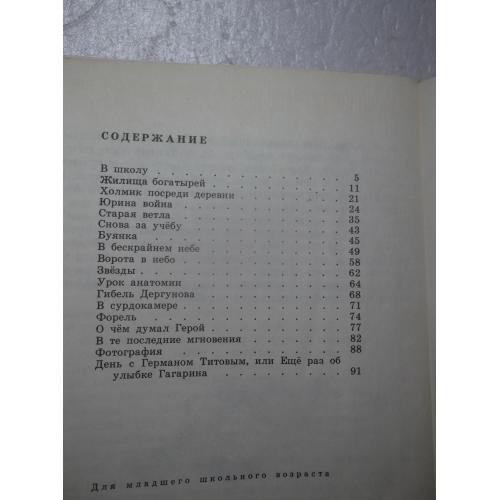 СОДЕРЖАНИЕ
В школу . . . . . . . . . . . . . 5
Жилища богатырей . . . . . . . . . 11
Холмик посреди деревни . . . . . . . 21
Юрина война . . . . . . . . . . . 24
Старая ветла . . . . . . . . . . . 35
Снова за учёбу . . . . . . . . . . 43
Буянка . . . . . . . . . . . . . 45
В бескрайнем небе . . . . . . . . . 49
Ворота в небо . . . . . . . . . . 58
Звёзды . . . . . . . . . . . . . 62
Урок анатомии . . . . . . . . . . 64
Гибель Дергунова . . . . . . . . . 68
В сурдокамере . . . . . . . . . . 71
Форель . . . . . . . . . . . . . 74
О чём думал Герой . . . . . . . . . 77
В те последние мгновения . . . . . . 82
Фотография . . . . . . . . . . . 88
День с Германом Титовым, или Ещё раз об
улыбке Гагарина . . . . . . . . 91
Для младшего школьного возраста